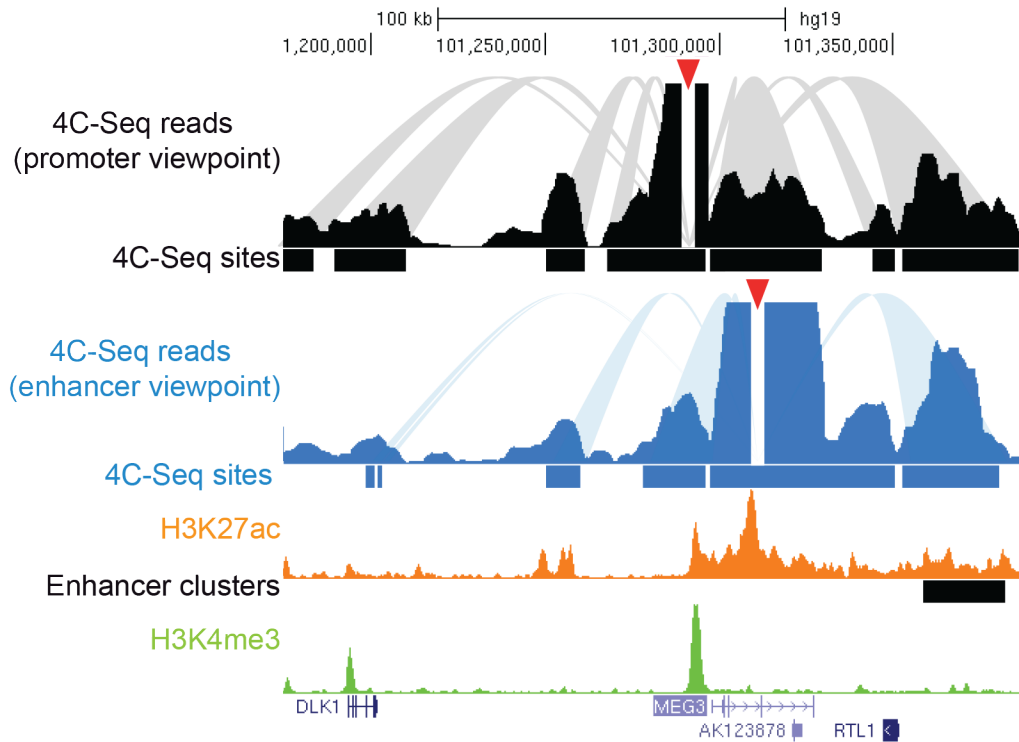 100 kb hg19
1,200,000 101,250,000 101,300,000 101,350,000
4C-Seq reads
(promoter viewpoint)
4C-Seq sites
4C-Seq reads
(enhancer viewpoint)
4C-Seq sites
H3K27ac
Enhancer clusters
H3K4me3
DLK1 MEG3
AK123878 RTL1